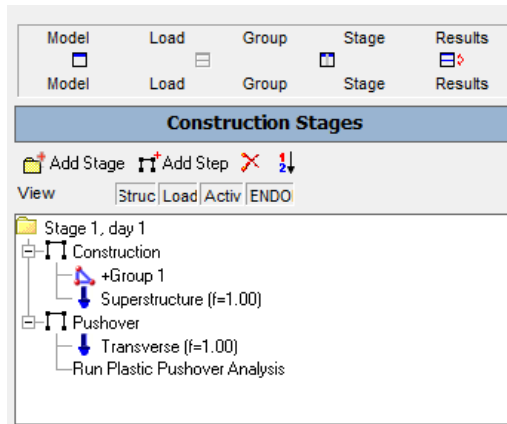 Model Load Group Stage Results
Model Load Group Stage Results
Construction Stages
Add Stage Add Step
View Struc Load Activ ENDO
Stage 1, day 1
Construction
+Group 1
Superstructure (f=1.00)
Pushover
Transverse (f=1.00)
Run Plastic Pushover Analysis